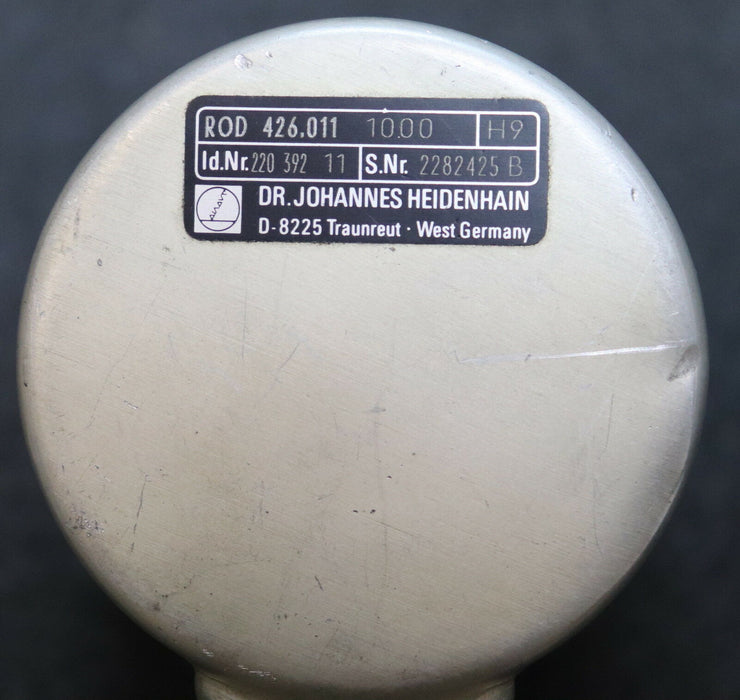 ROD 426.011 1000 H9
Id.Nr. 220 392 11 S.Nr. 2282425 B
DR. JOHANNES HEIDENHAIN
D-8225 Traunreut · West Germany